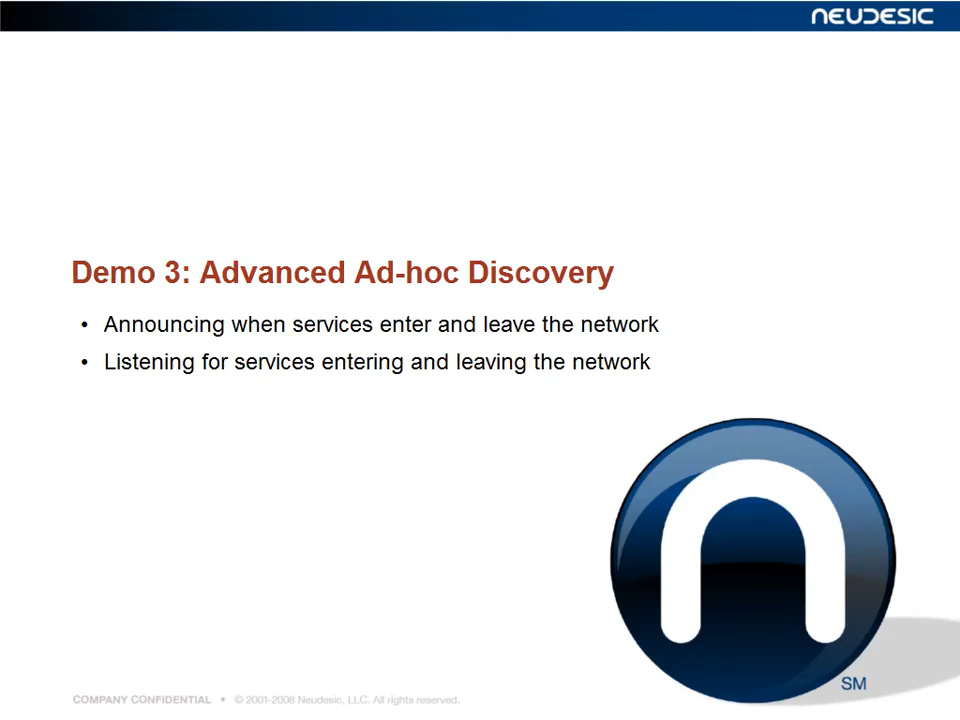 NEUDESIC
Demo 3: Advanced Ad-hoc Discovery
• Announcing when services enter and leave the network
• Listening for services entering and leaving the network
SM
COMPANY CONFIDENTIAL • © 2001-2008 Neudesic, LLC. All rights reserved.